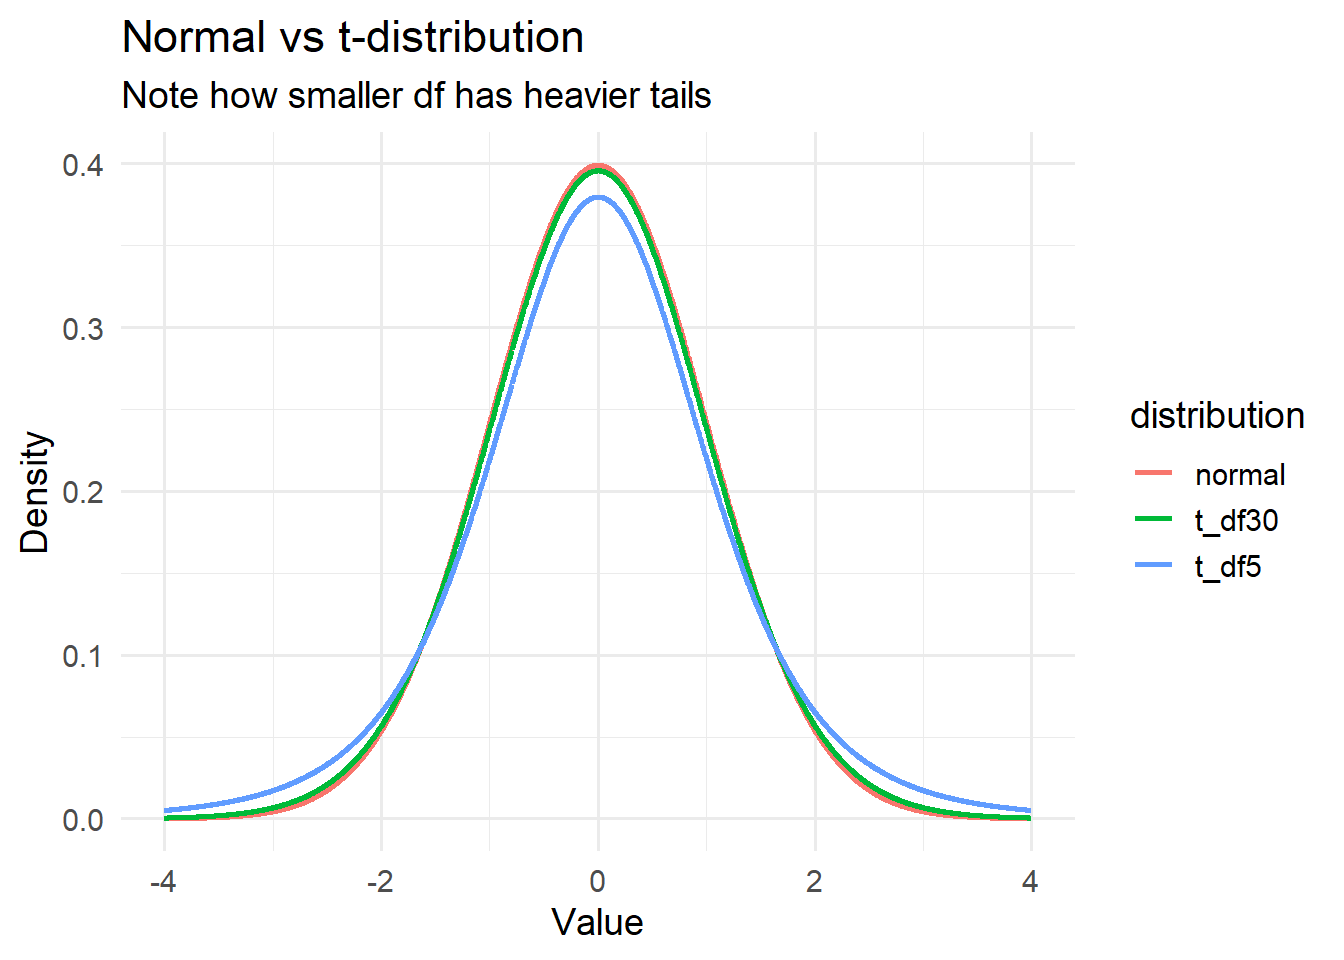 Normal vs t-distribution
Note how smaller df has heavier tails
0.4
0.3
0.2
0.1
0.0
Density
-4
-2
0
2
4
Value
distribution
normal
t_df30
t_df5